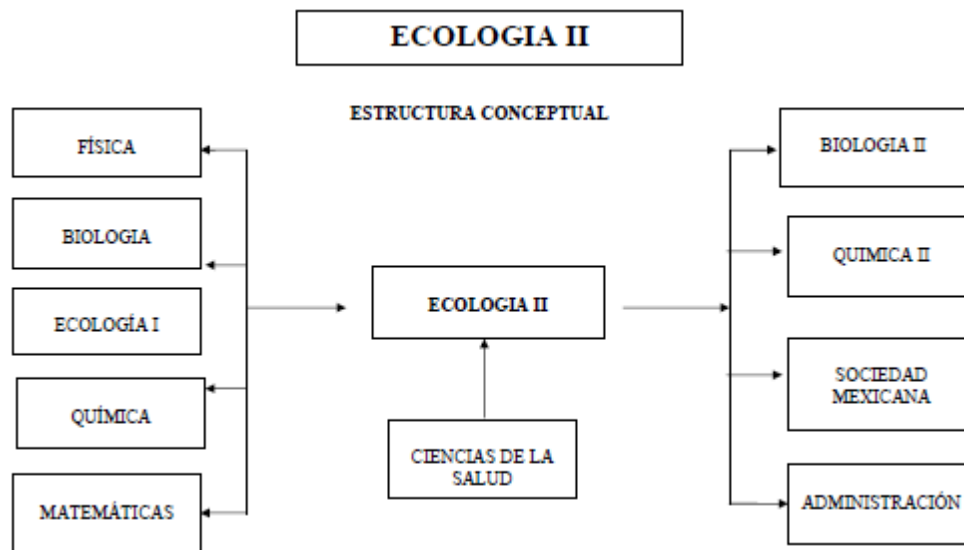 ECOLOGIA II
ESTRUCTURA CONCEPTUAL
FÍSICA
BIOLOGIA
ECOLOGÍA I
QUÍMICA
MATEMÁTICAS
ECOLOGIA II
CIENCIAS DE LA
SALUD
BIOLOGIA II
QUIMICA II
SOCIEDAD
MEXICANA
ADMINISTRACIÓN